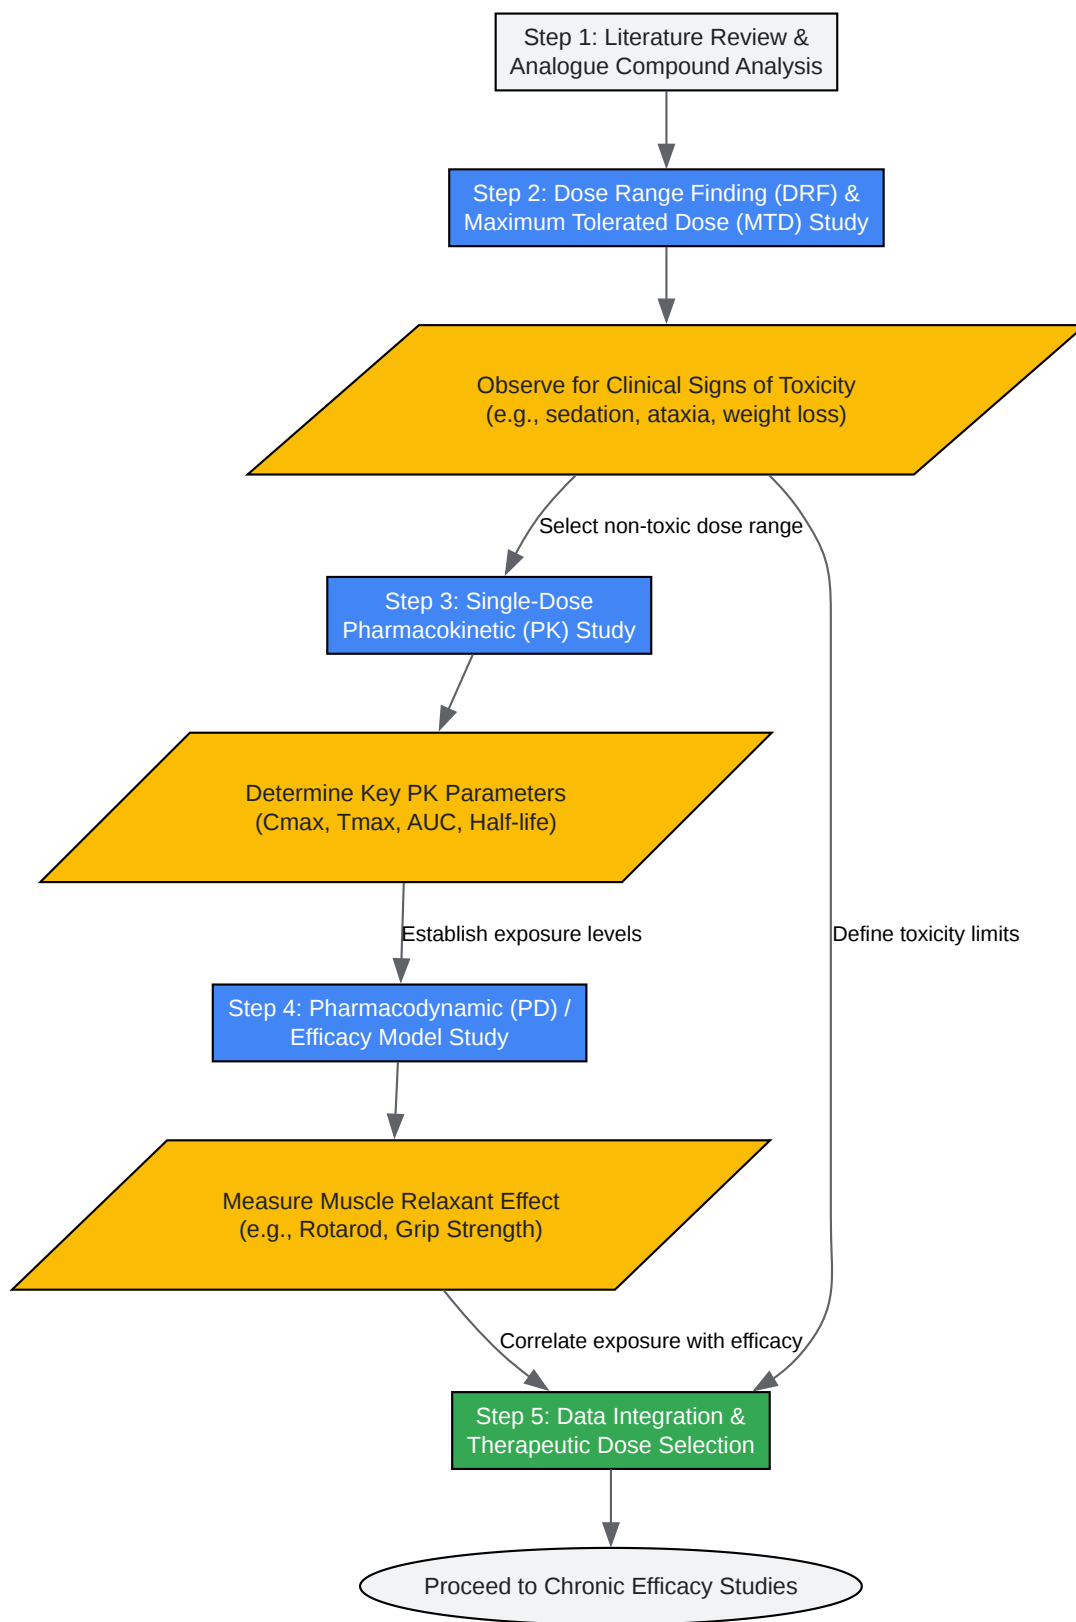 Step 1: Literature Review &
Analogue Compound Analysis
Step 2: Dose Range Finding (DRF) &
Maximum Tolerated Dose (MTD) Study
Observe for Clinical Signs of Toxicity
(e.g., sedation, ataxia, weight loss)
Select non-toxic dose range
Step 3: Single-Dose
Pharmacokinetic (PK) Study
Determine Key PK Parameters
(Cmax, Tmax, AUC, Half-life)
Establish exposure levels
Define toxicity limits
Step 4: Pharmacodynamic (PD) /
Efficacy Model Study
Measure Muscle Relaxant Effect
(e.g., Rotarod, Grip Strength)
Correlate exposure with efficacy
Step 5: Data Integration &
Therapeutic Dose Selection
Proceed to Chronic Efficacy Studies